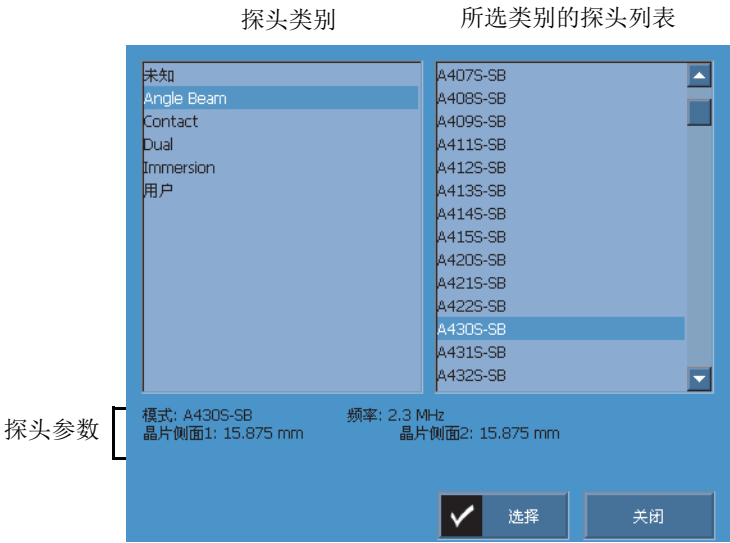 探头类别
所选类别的探头列表
未知
Angle Beam
Contact
Dual
Immersion
用户
A407S-SB
A408S-SB
A409S-SB
A411S-SB
A412S-SB
A413S-SB
A414S-SB
A415S-SB
A420S-SB
A421S-SB
A422S-SB
A430S-SB
A431S-SB
A432S-SB
探头参数
模式: A430S-SB 频率: 2.3 MHz
晶片侧面1: 15.875 mm 晶片侧面2: 15.875 mm
选择
关闭